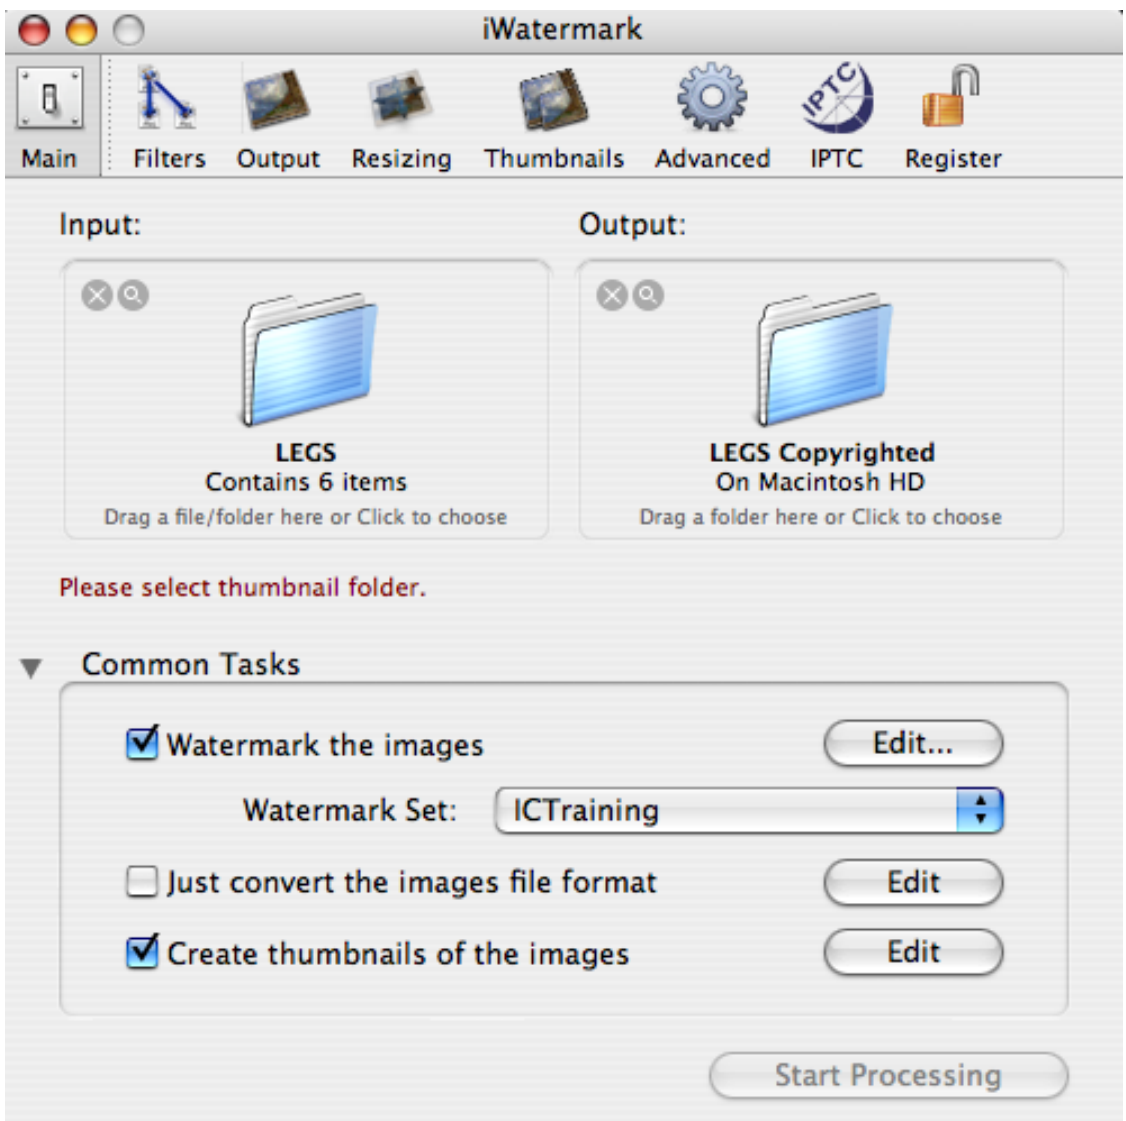 iWatermark
Main Filters Output Resizing Thumbnails Advanced IPTC IPTC Register
Input: Output:
LEGS
Contains 6 items
Drag a file/folder here or Click to choose
LEGS Copyrighted
On Macintosh HD
Drag a folder here or Click to choose
Please select thumbnail folder.
Common Tasks
Watermark the images Edit...
Watermark Set: ICTraining
Just convert the images file format Edit
Create thumbnails of the images Edit
Start Processing